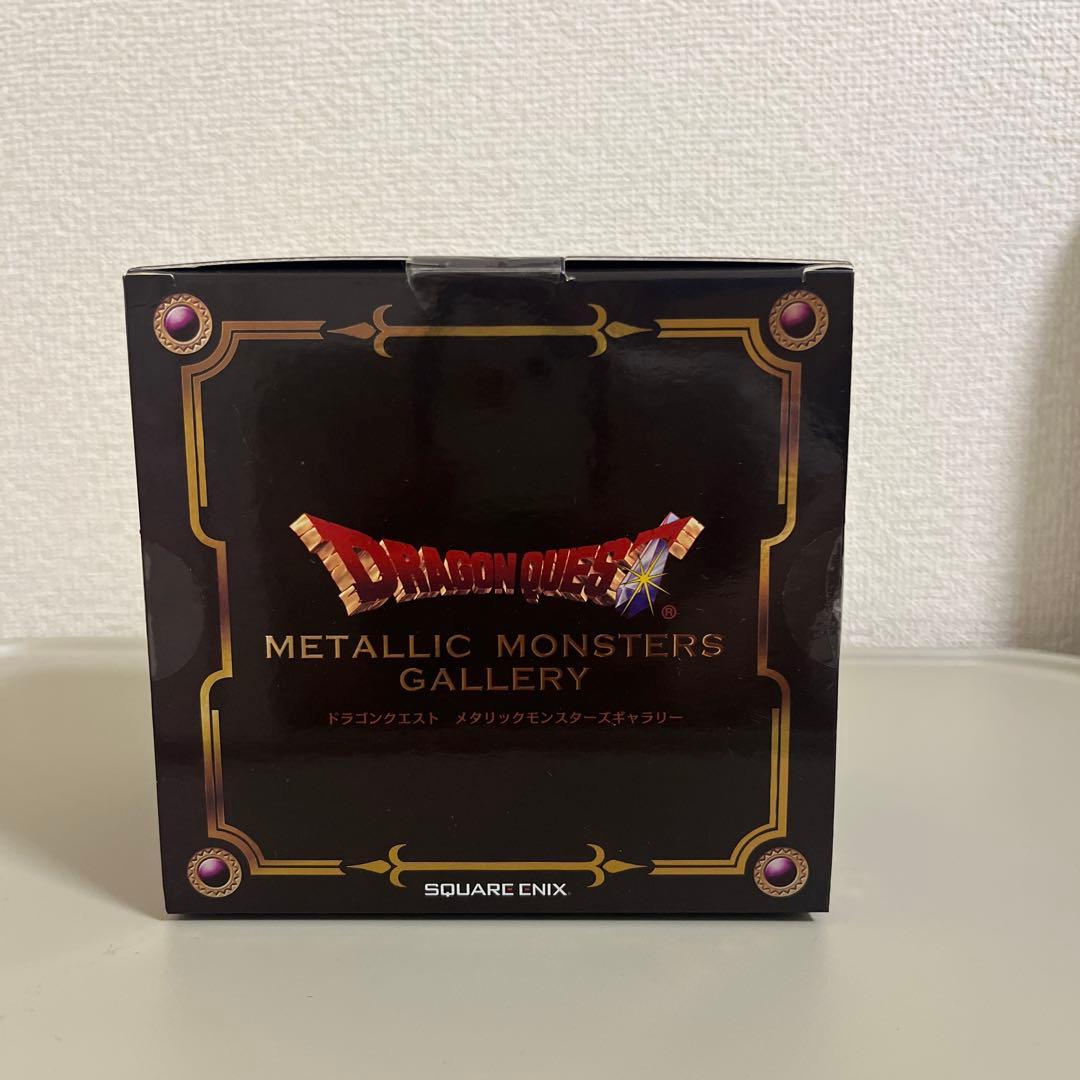 DRAGON QUEST
®
METALLIC MONSTERS
GALLERY
ドラゴンクエスト メタリックモンスターズギャラリー
SQUARE ENIX